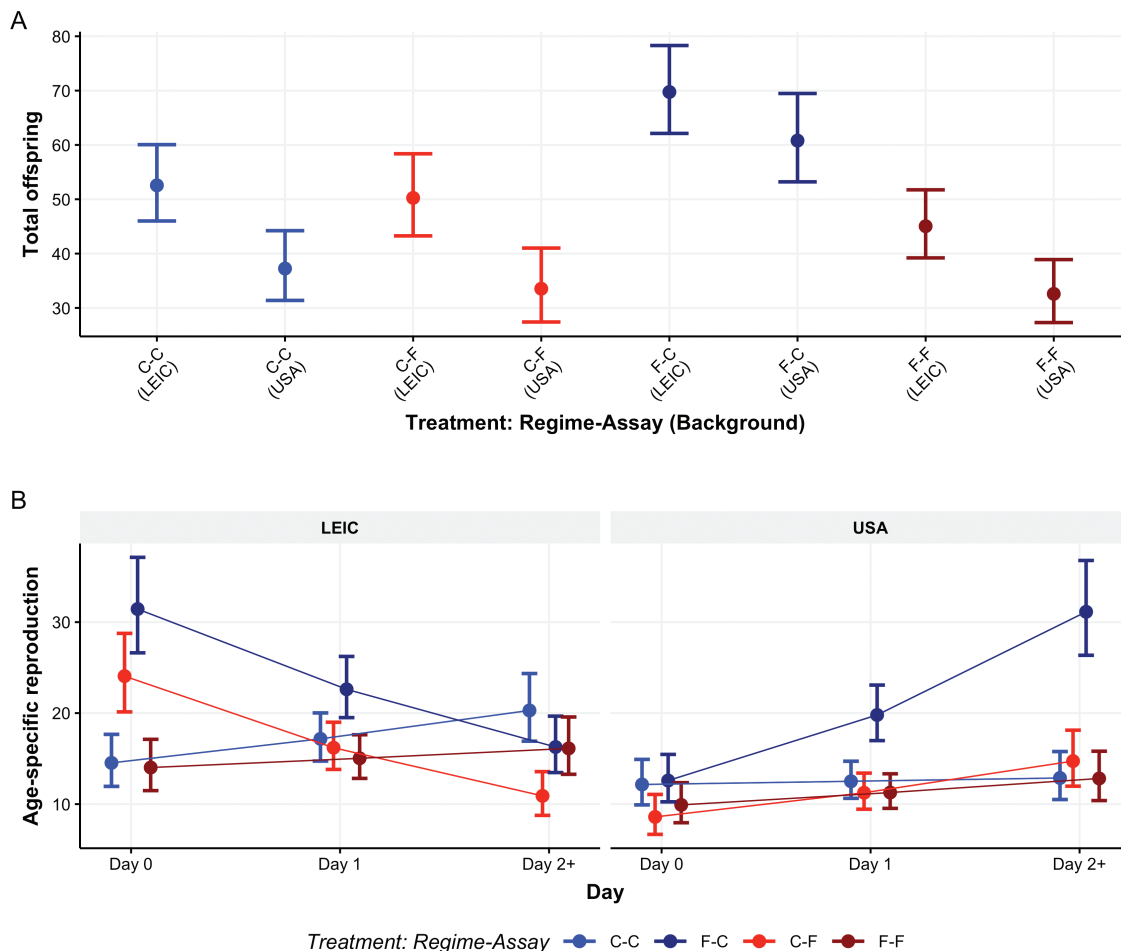 A
Total offspring
80
70
60
50
40
30
C-C
(LEIC)
C-C
(USA)
C-F
(LEIC)
C-F
(USA)
F-C
(LEIC)
F-C
(USA)
F-F
(LEIC)
F-F
(USA)
Treatment: Regime-Assay (Background)
B
LEIC
USA
Age-specific reproduction
30
20
10
Day 0
Day 1
Day 2+
Day 0
Day 1
Day 2+
Day
Treatment: Regime-Assay C-C F-C C-F F-F